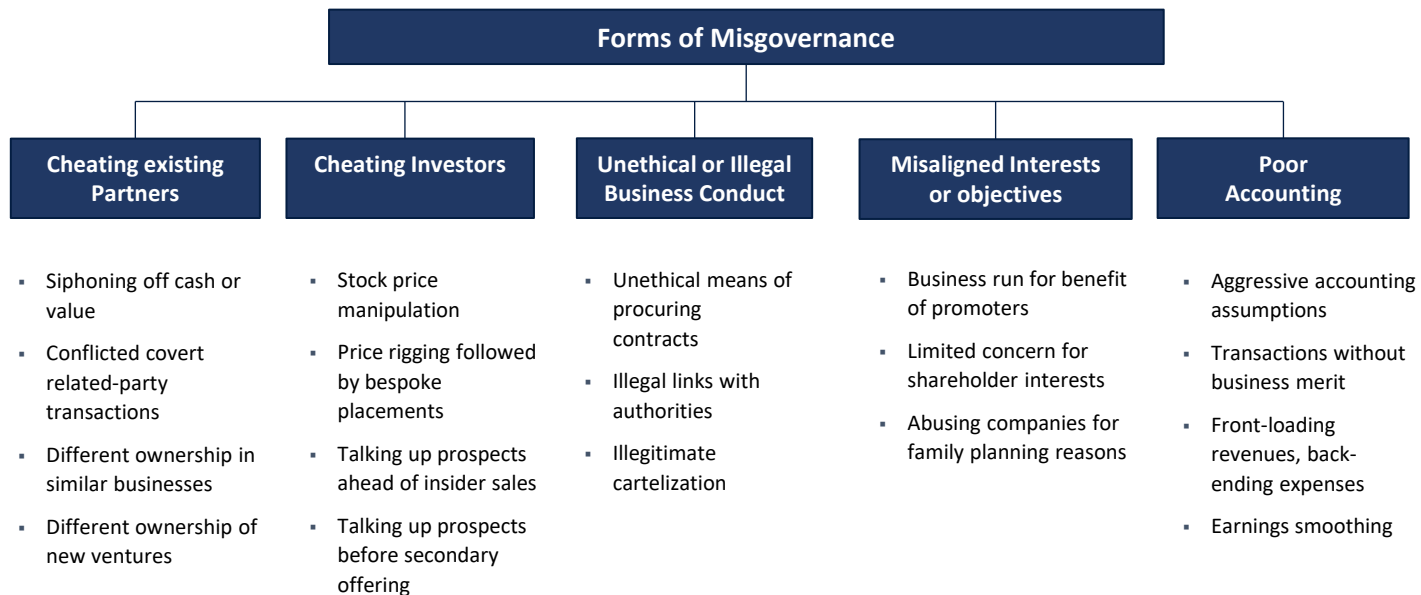 Forms of Misgovernance
Cheating existing
Partners
Cheating Investors
Unethical or Illegal
Business Conduct
Misaligned Interests
or objectives
Poor
Accounting
▪ Siphoning off cash or
value
▪ Conflicted covert
related-party
transactions
▪ Different ownership in
similar businesses
▪ Different ownership of
new ventures
▪ Stock price
manipulation
▪ Price rigging followed
by bespoke
placements
▪ Talking up prospects
ahead of insider sales
▪ Talking up prospects
before secondary
offering
▪ Unethical means of
procuring
contracts
▪ Illegal links with
authorities
▪ Illegitimate
cartelization
▪ Business run for benefit
of promoters
▪ Limited concern for
shareholder interests
▪ Abusing companies for
family planning reasons
▪ Aggressive accounting
assumptions
▪ Transactions without
business merit
▪ Front-loading
revenues, back-
ending expenses
▪ Earnings smoothing